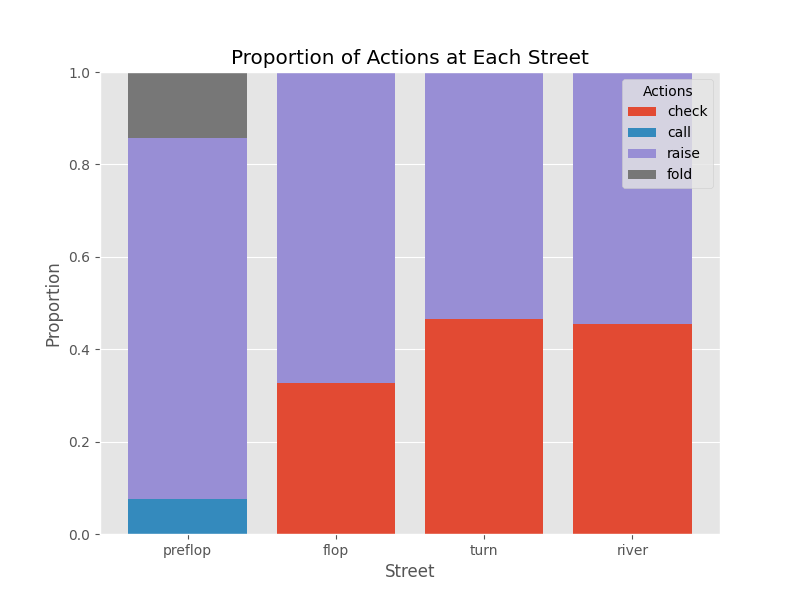 Proportion of Actions at Each Street
1.0
0.8
0.6
0.4
0.2
0.0
Proportion
Actions
check
call
raise
fold
preflop
flop
turn
river
Street